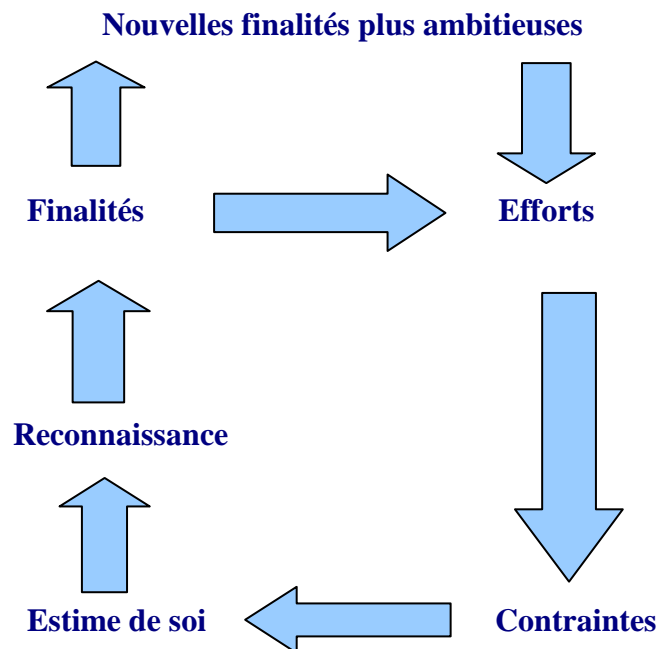 Nouvelles finalités plus ambitieuses
Finalités
Efforts
Reconnaissance
Estime de soi
Contraintes